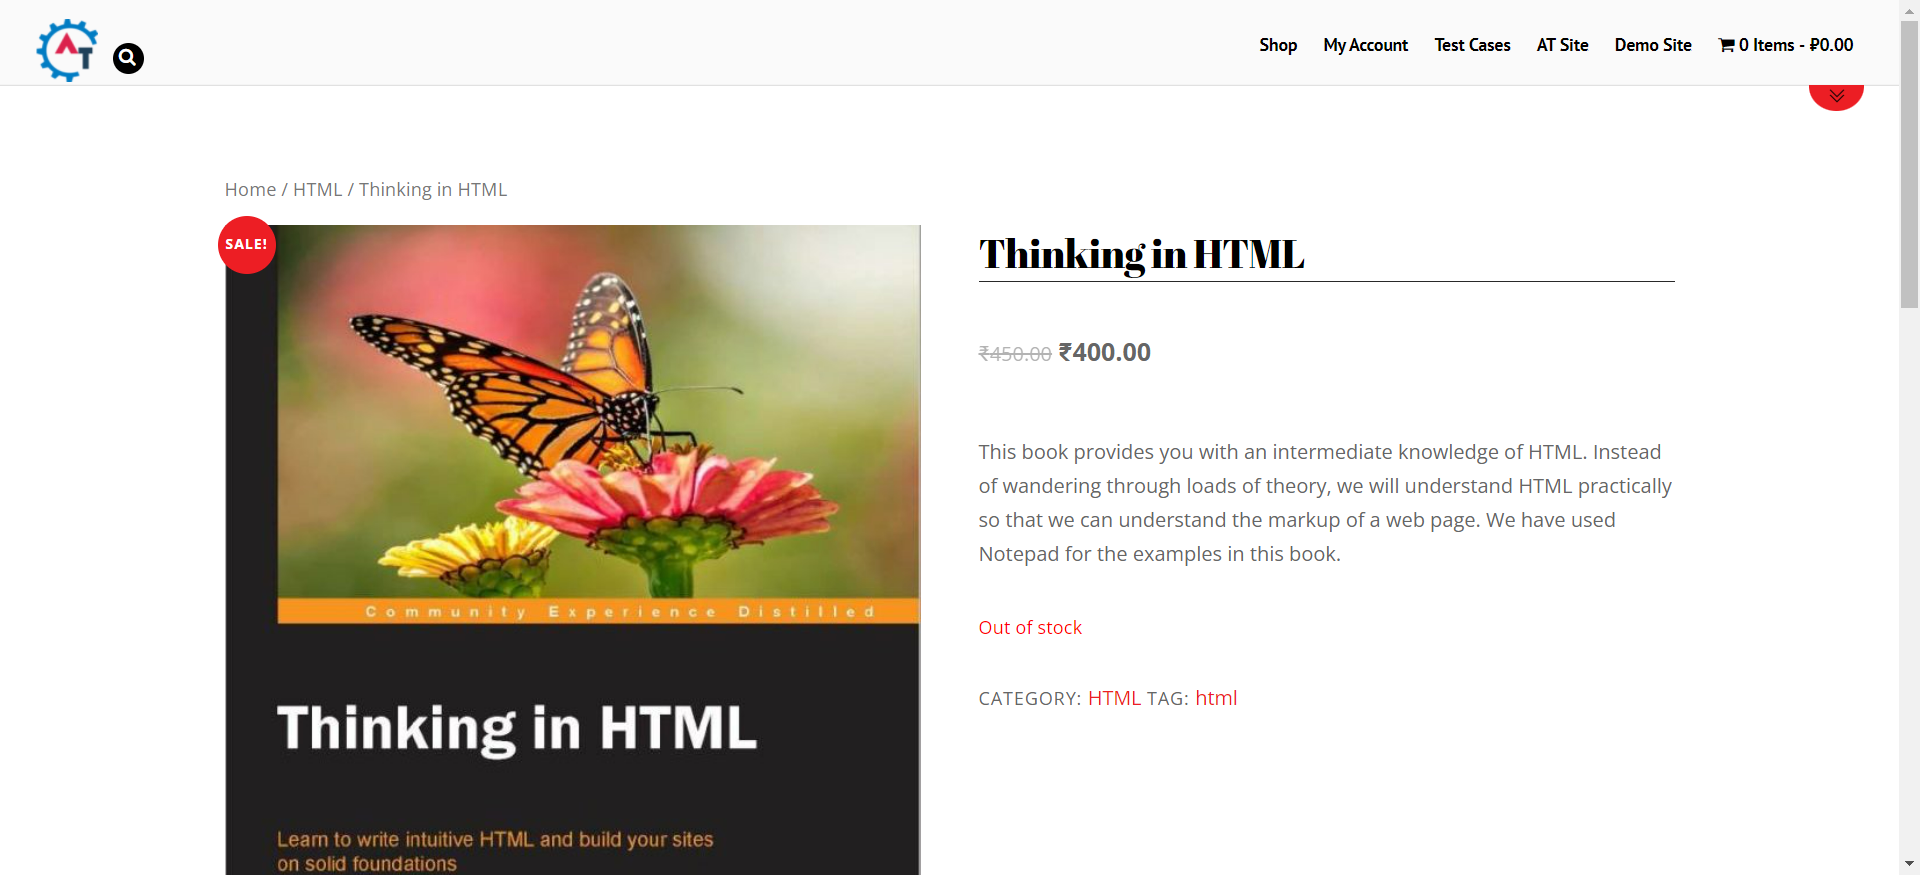 AT
Shop My Account Test Cases AT Site Demo Site 0 Items - ₽0.00
Home / HTML / Thinking in HTML
SALE!
Thinking in HTML
₹450.00 ₹400.00
This book provides you with an intermediate knowledge of HTML. Instead
of wandering through loads of theory, we will understand HTML practically
so that we can understand the markup of a web page. We have used
Notepad for the examples in this book.
Out of stock
CATEGORY: HTML TAG: html
Community Experience Distilled
Thinking in HTML
Learn to write intuitive HTML and build your sites
on solid foundations